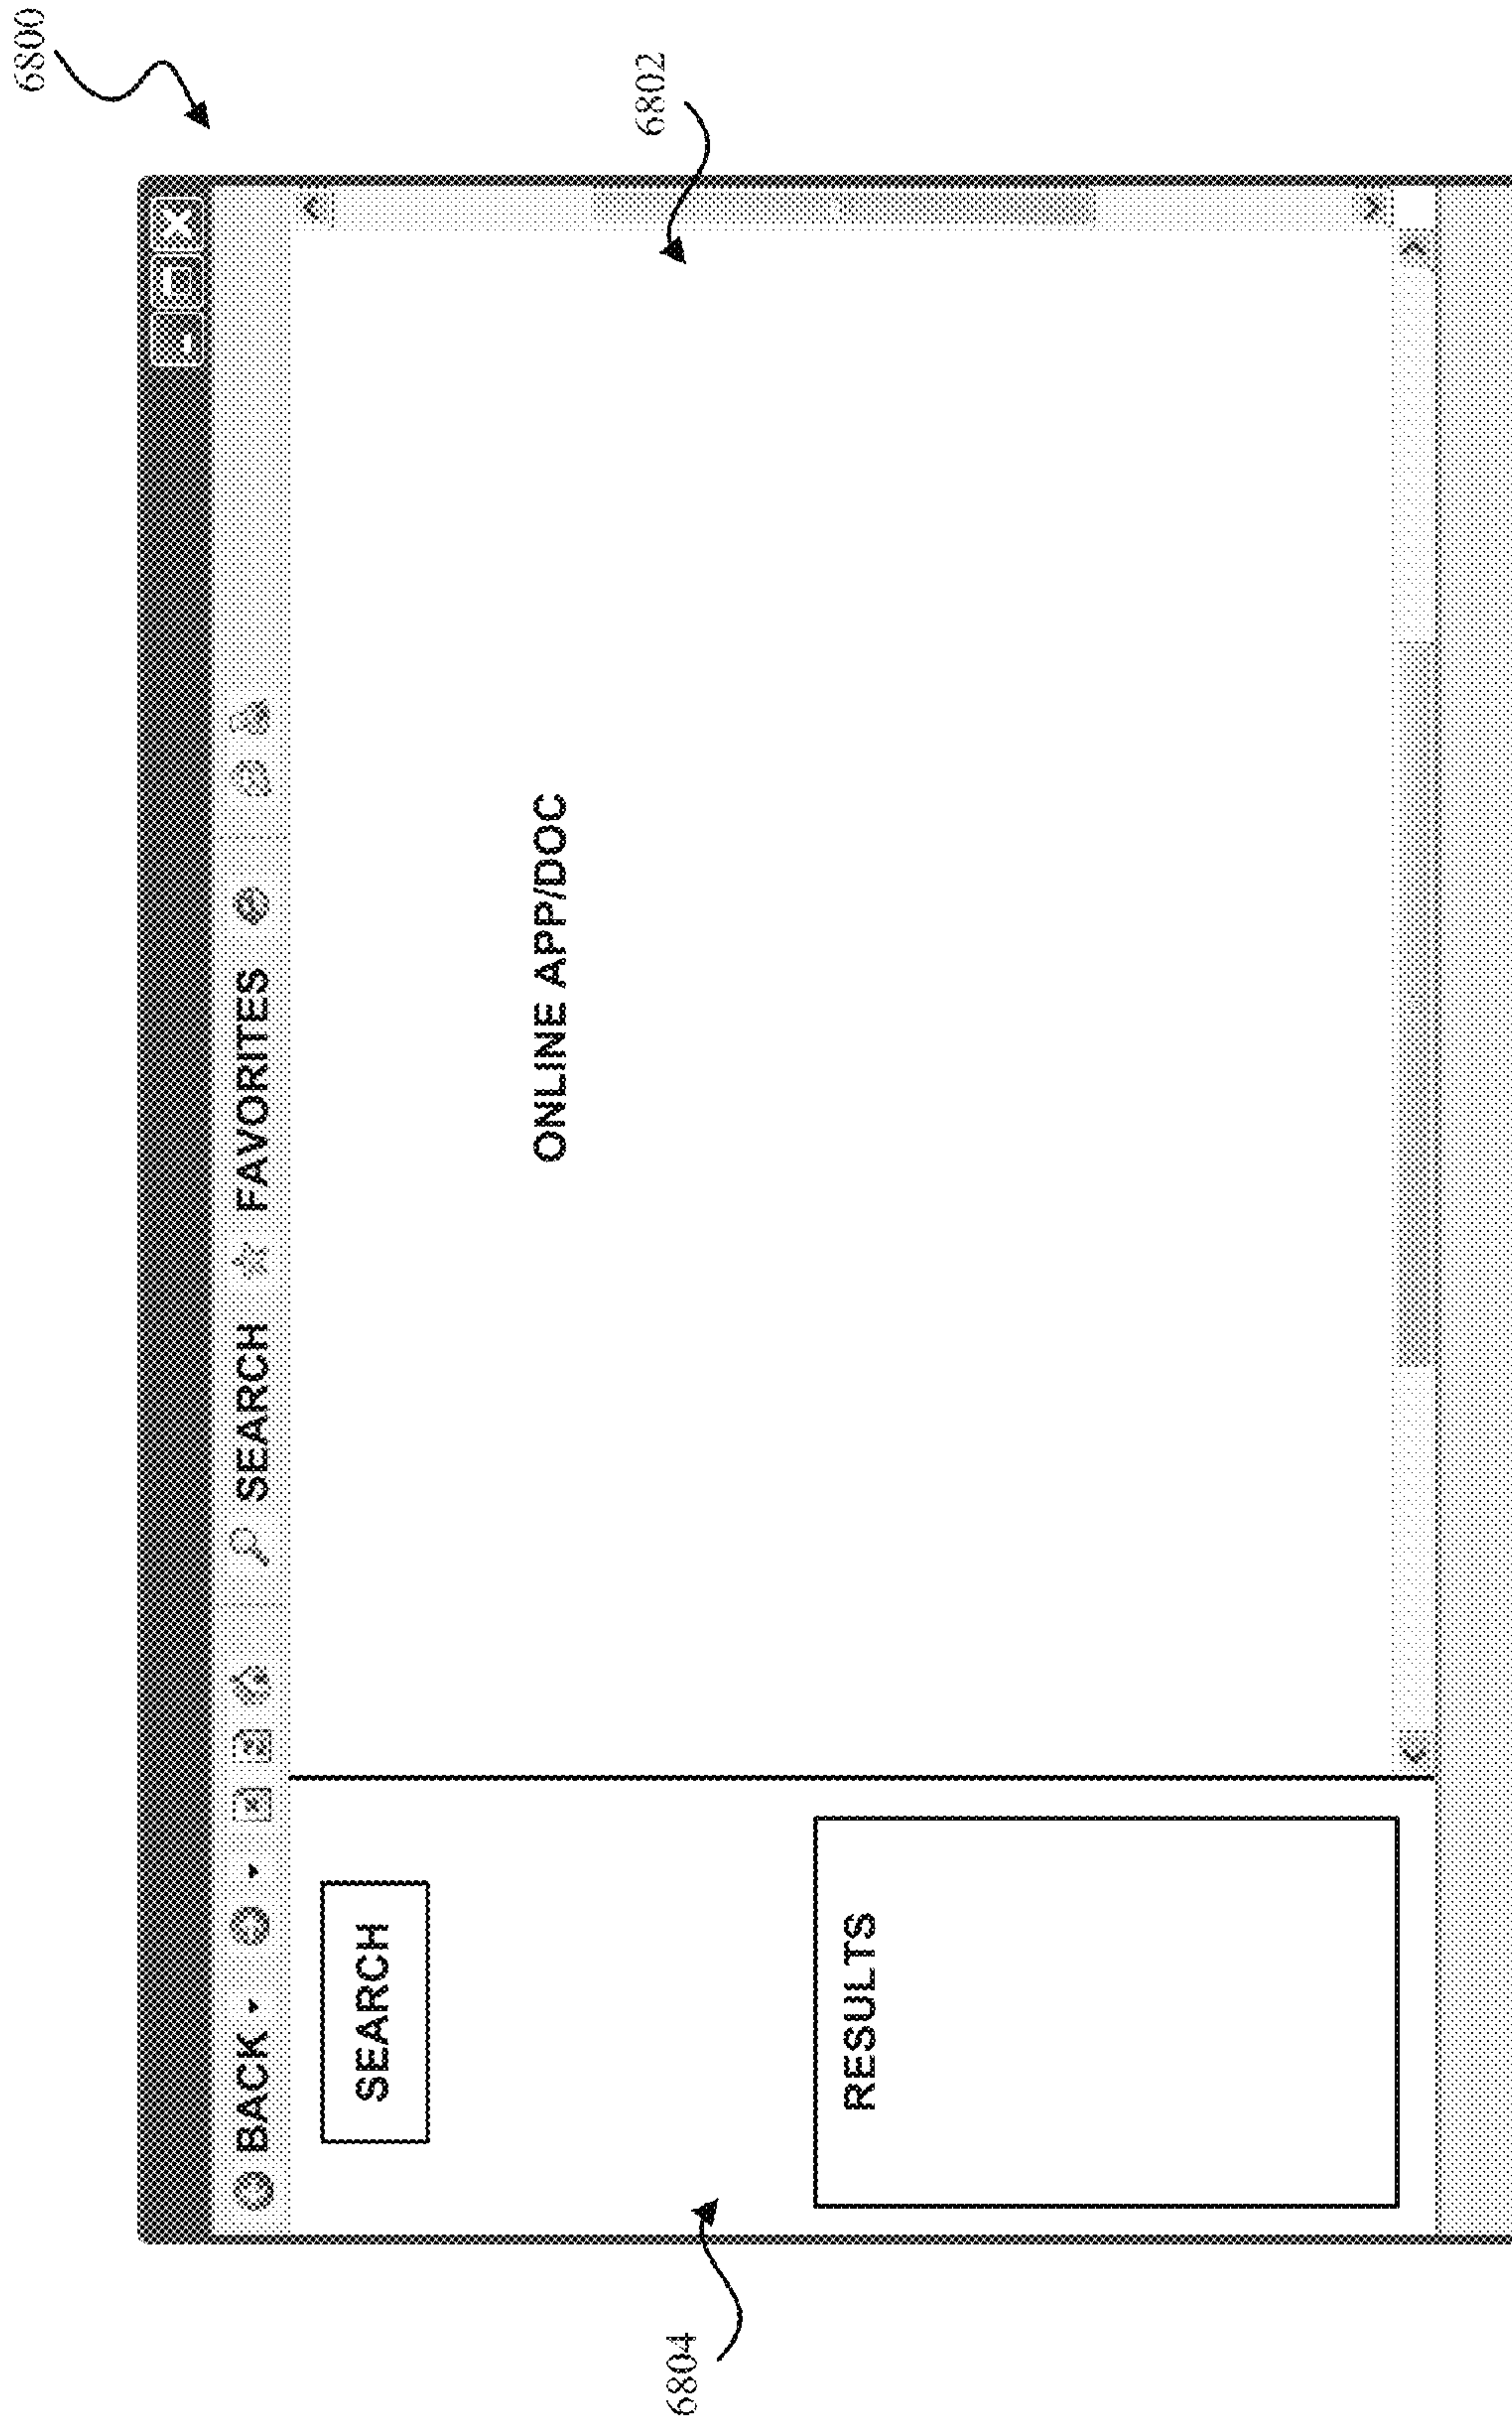 6800
BACK SEARCH FAVORITES
6802
SEARCH
ONLINE APP/DOC
6804
RESULTS